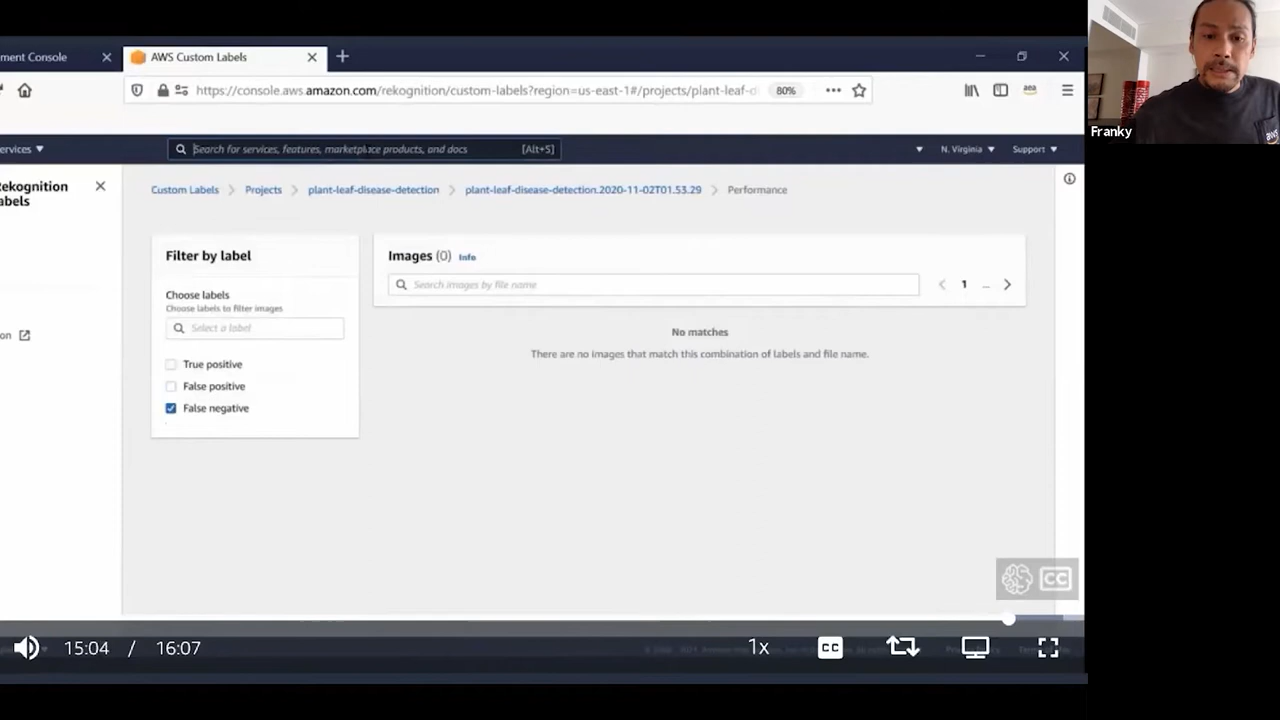 ment Console
AWS Custom Labels
https://console.aws.amazon.com/rekognition/custom-labels?region=us-east-1#/projects/plant-leaf-d
80%
Franky
aws
ervices
Search for services, features, marketplace products, and docs
[Alt+S]
N. Virginia
Support
ekognition
abels
Custom Labels
Projects
plant-leaf-disease-detection
plant-leaf-disease-detection.2020-11-02T01.53.29
Performance
Filter by label
Images (0) Info
Choose labels
Choose labels to filter images
Search images by file name
1
...
Select a label
on
No matches
There are no images that match this combination of labels and file name.
True positive
False positive
False negative
CC
15:04 / 16:07
1x
CC